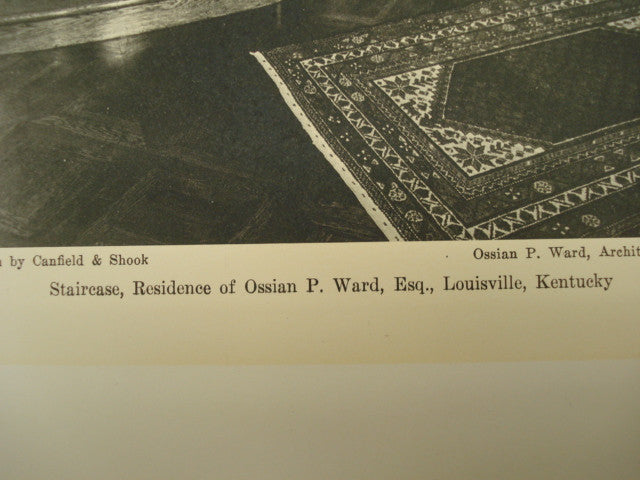 by Canfield & Shook
Ossian P. Ward, Archit
Staircase, Residence of Ossian P. Ward, Esq., Louisville, Kentucky